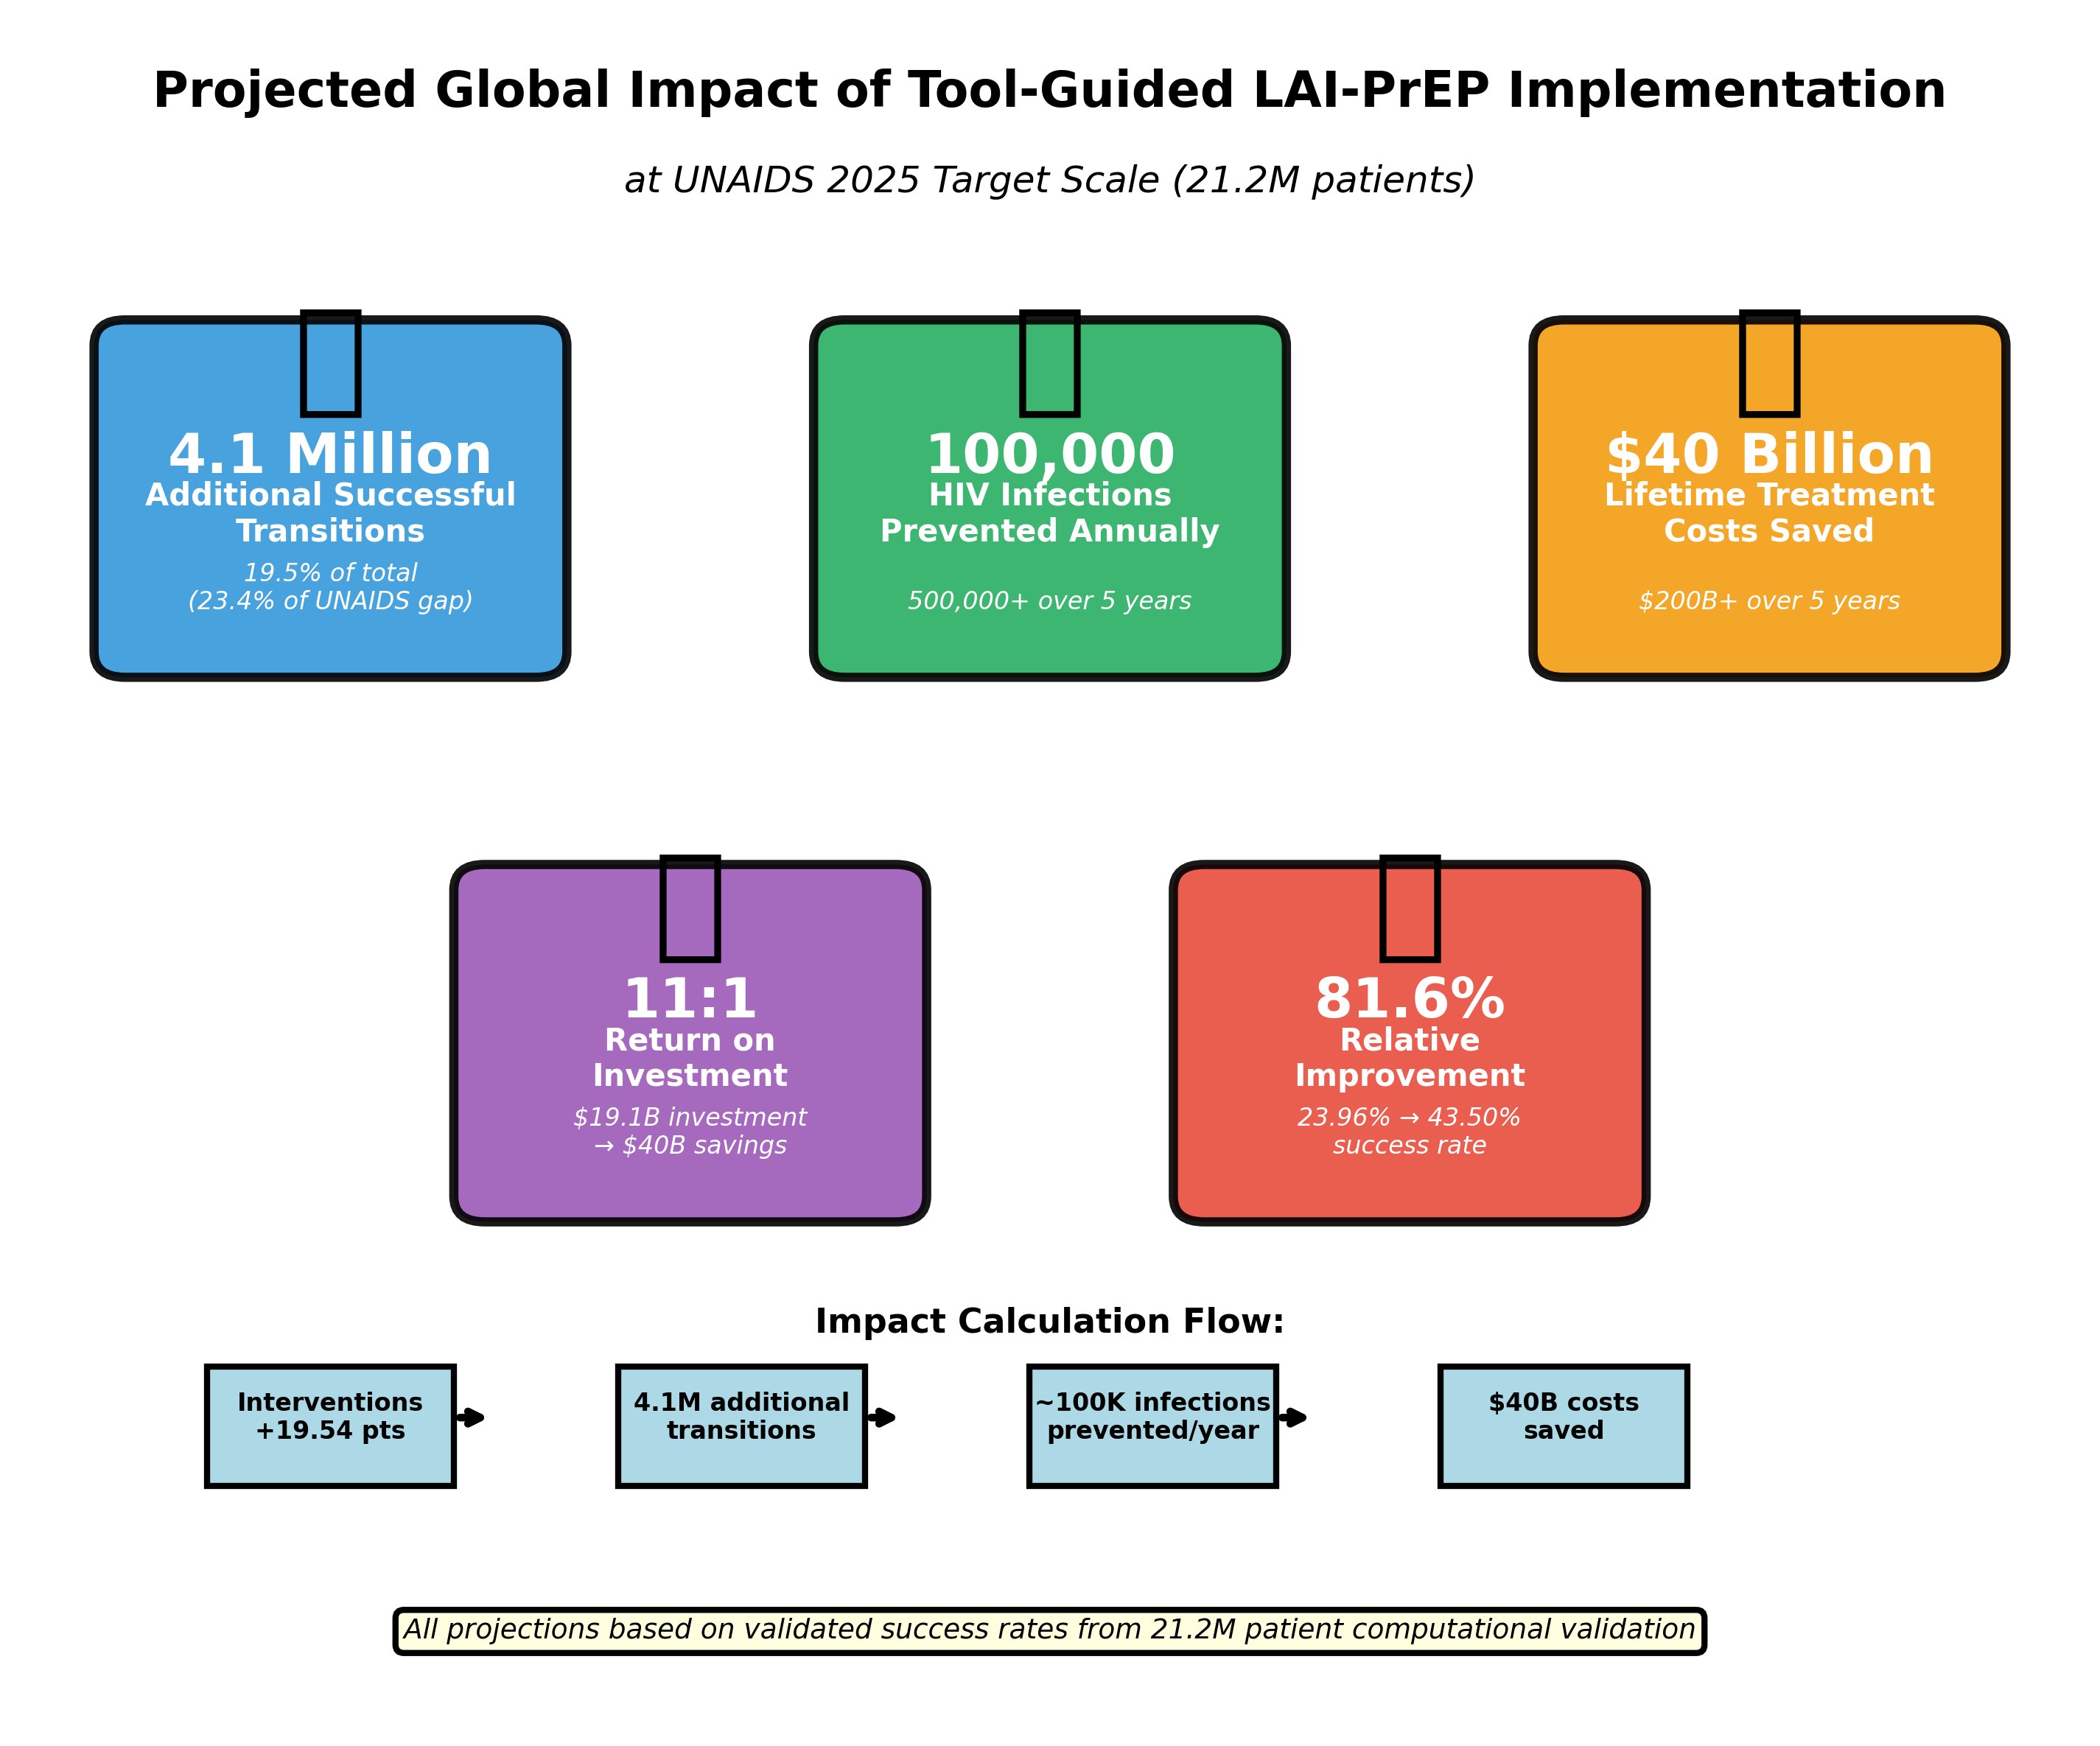 Projected Global Impact of Tool-Guided LAI-PrEP Implementation
at UNAIDS 2025 Target Scale (21.2M patients)
4.1 Million
Additional Successful
Transitions
19.5% of total
(23.4% of UNAIDS gap)
100,000
HIV Infections
Prevented Annually
500,000+ over 5 years
$40 Billion
Lifetime Treatment
Costs Saved
$200B+ over 5 years
11:1
Return on
Investment
$19.1B investment
→ $40B savings
81.6%
Relative
Improvement
23.96% → 43.50%
success rate
Impact Calculation Flow:
Interventions
+19.54 pts
4.1M additional
transitions
~100K infections
prevented/year
$40B costs
saved
All projections based on validated success rates from 21.2M patient computational validation